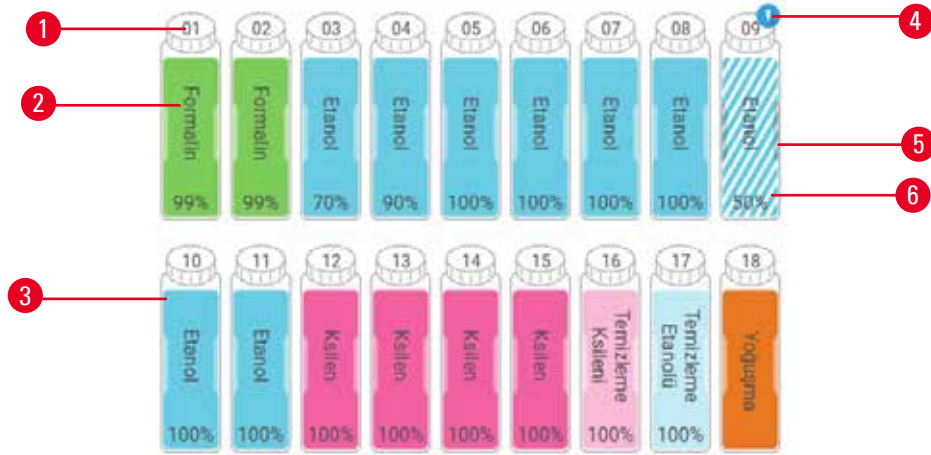 1
01
02
03
04
05
06
07
08
09
4
2
Formalin
Formalin
Etanol
Etanol
Etanol
Etanol
Etanol
Etanol
Etanol
5
99%
99%
70%
90%
100%
100%
100%
100%
50%
6
10
11
12
13
14
15
16
17
18
3
Etanol
Etanol
Ksilen
Ksilen
Ksilen
Ksilen
Temizleme
Ksileni
Temizleme
Etanolü
Yoğuşma
100%
100%
100%
100%
100%
100%
100%
100%